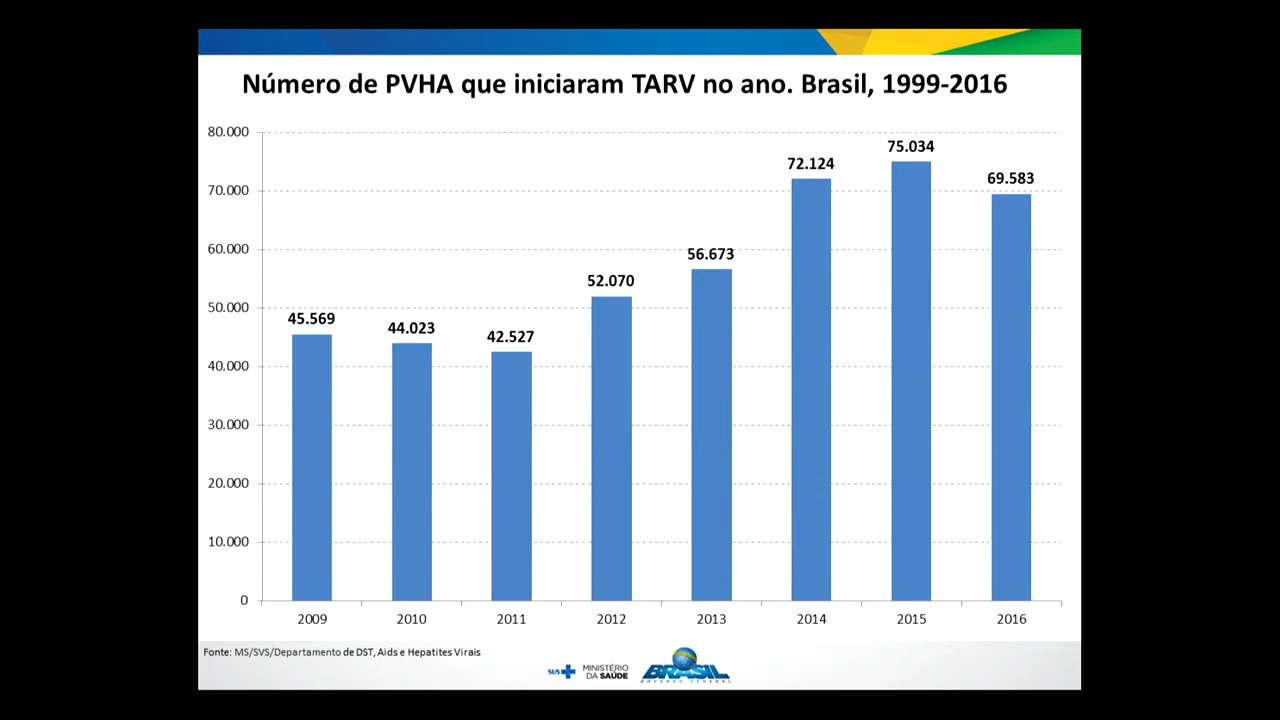 Número de PVHA que iniciaram TARV no ano. Brasil, 1999-2016
80.000
70.000
60.000
50.000
40.000
30.000
20.000
10.000
0
45.569
44.023
42.527
52.070
56.673
72.124
75.034
69.583
2009 2010 2011 2012 2013 2014 2015 2016
Fonte: MS/SVS/Departamento de DST, Aids e Hepatites Virais
SUS
MINISTÉRIO
DA SAÚDE
BRASIL
GOVERNO FEDERAL